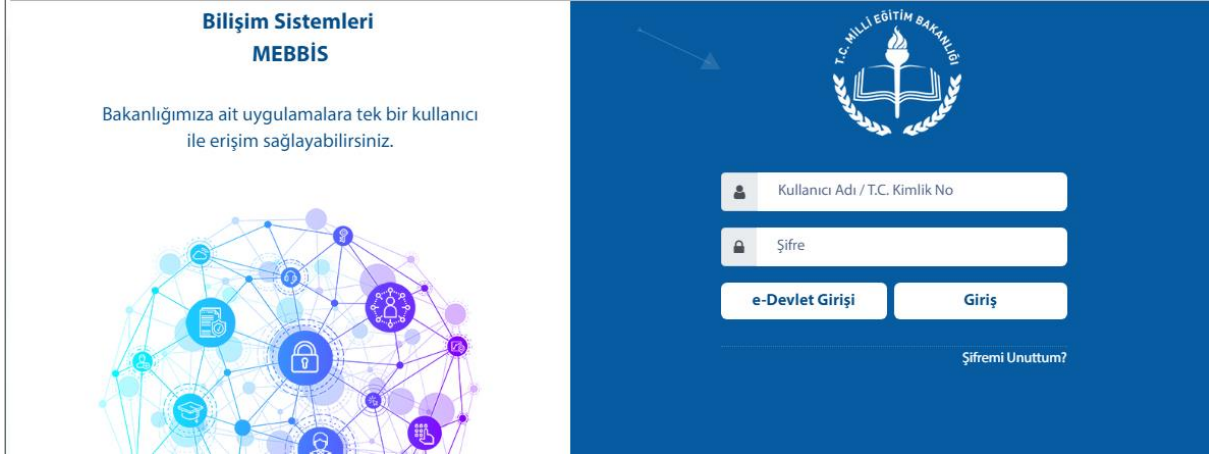 Bilişim Sistemleri
MEBBİS
Bakanlığımıza ait uygulamalara tek bir kullanıcı
ile erişim sağlayabilirsiniz.
T.C. MİLLİ EĞİTİM BAKANLIĞI
Kullanıcı Adı / T.C. Kimlik No
Şifre
e-Devlet Girişi
Giriş
Şifremi Unuttum?